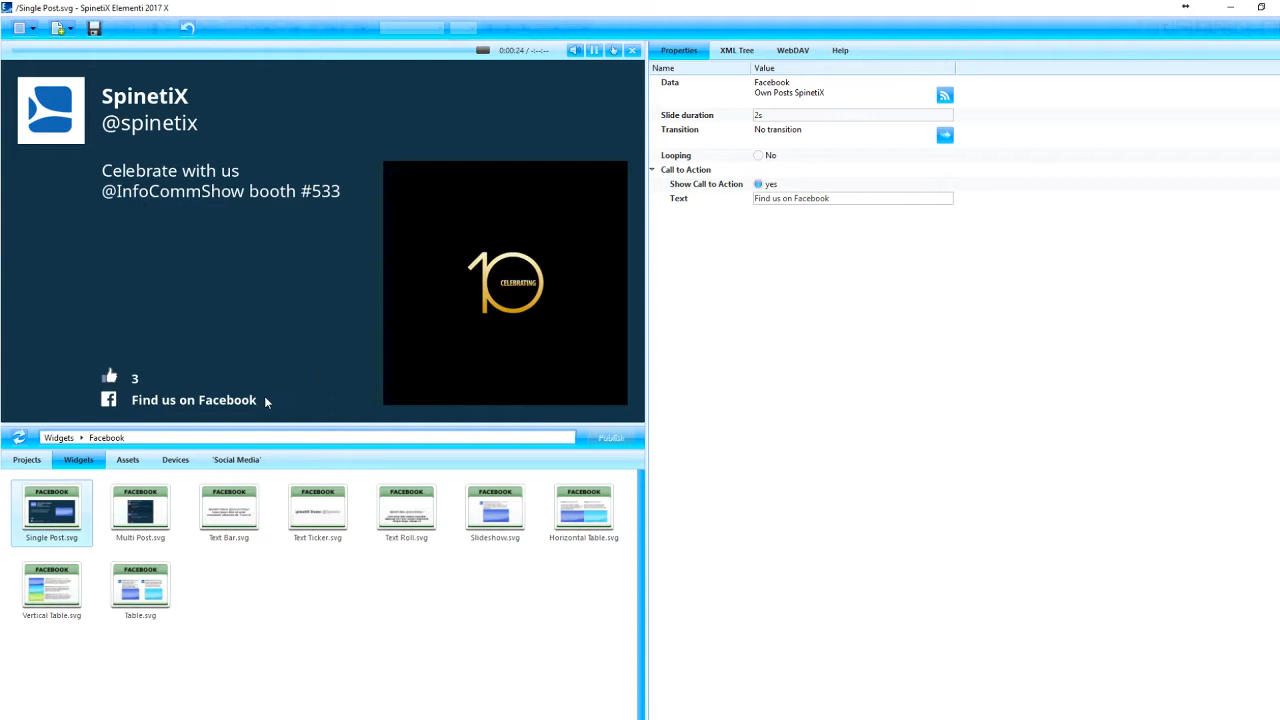 /Single Post.svg - SpinetiX Elementi 2017 X
0:00:24 / -:--:--
SpinetiX
@spinetix
Celebrate with us
@InfoCommShow booth #533
10
CELEBRATING
3
Find us on Facebook
Widgets Facebook
Publish
Projects Widgets Assets Devices 'Social Media'
FACEBOOK FACEBOOK FACEBOOK FACEBOOK FACEBOOK FACEBOOK FACEBOOK
Single Post.svg Multi Post.svg Text Bar.svg Text Ticker.svg Text Roll.svg Slideshow.svg Horizontal Table.svg
FACEBOOK FACEBOOK
Vertical Table.svg Table.svg
Properties XML Tree WebDAV Help
Name Value
Data Facebook
Own Posts SpinetiX
Slide duration 2s
Transition No transition
Looping No
Call to Action
Show Call to Action yes
Text Find us on Facebook